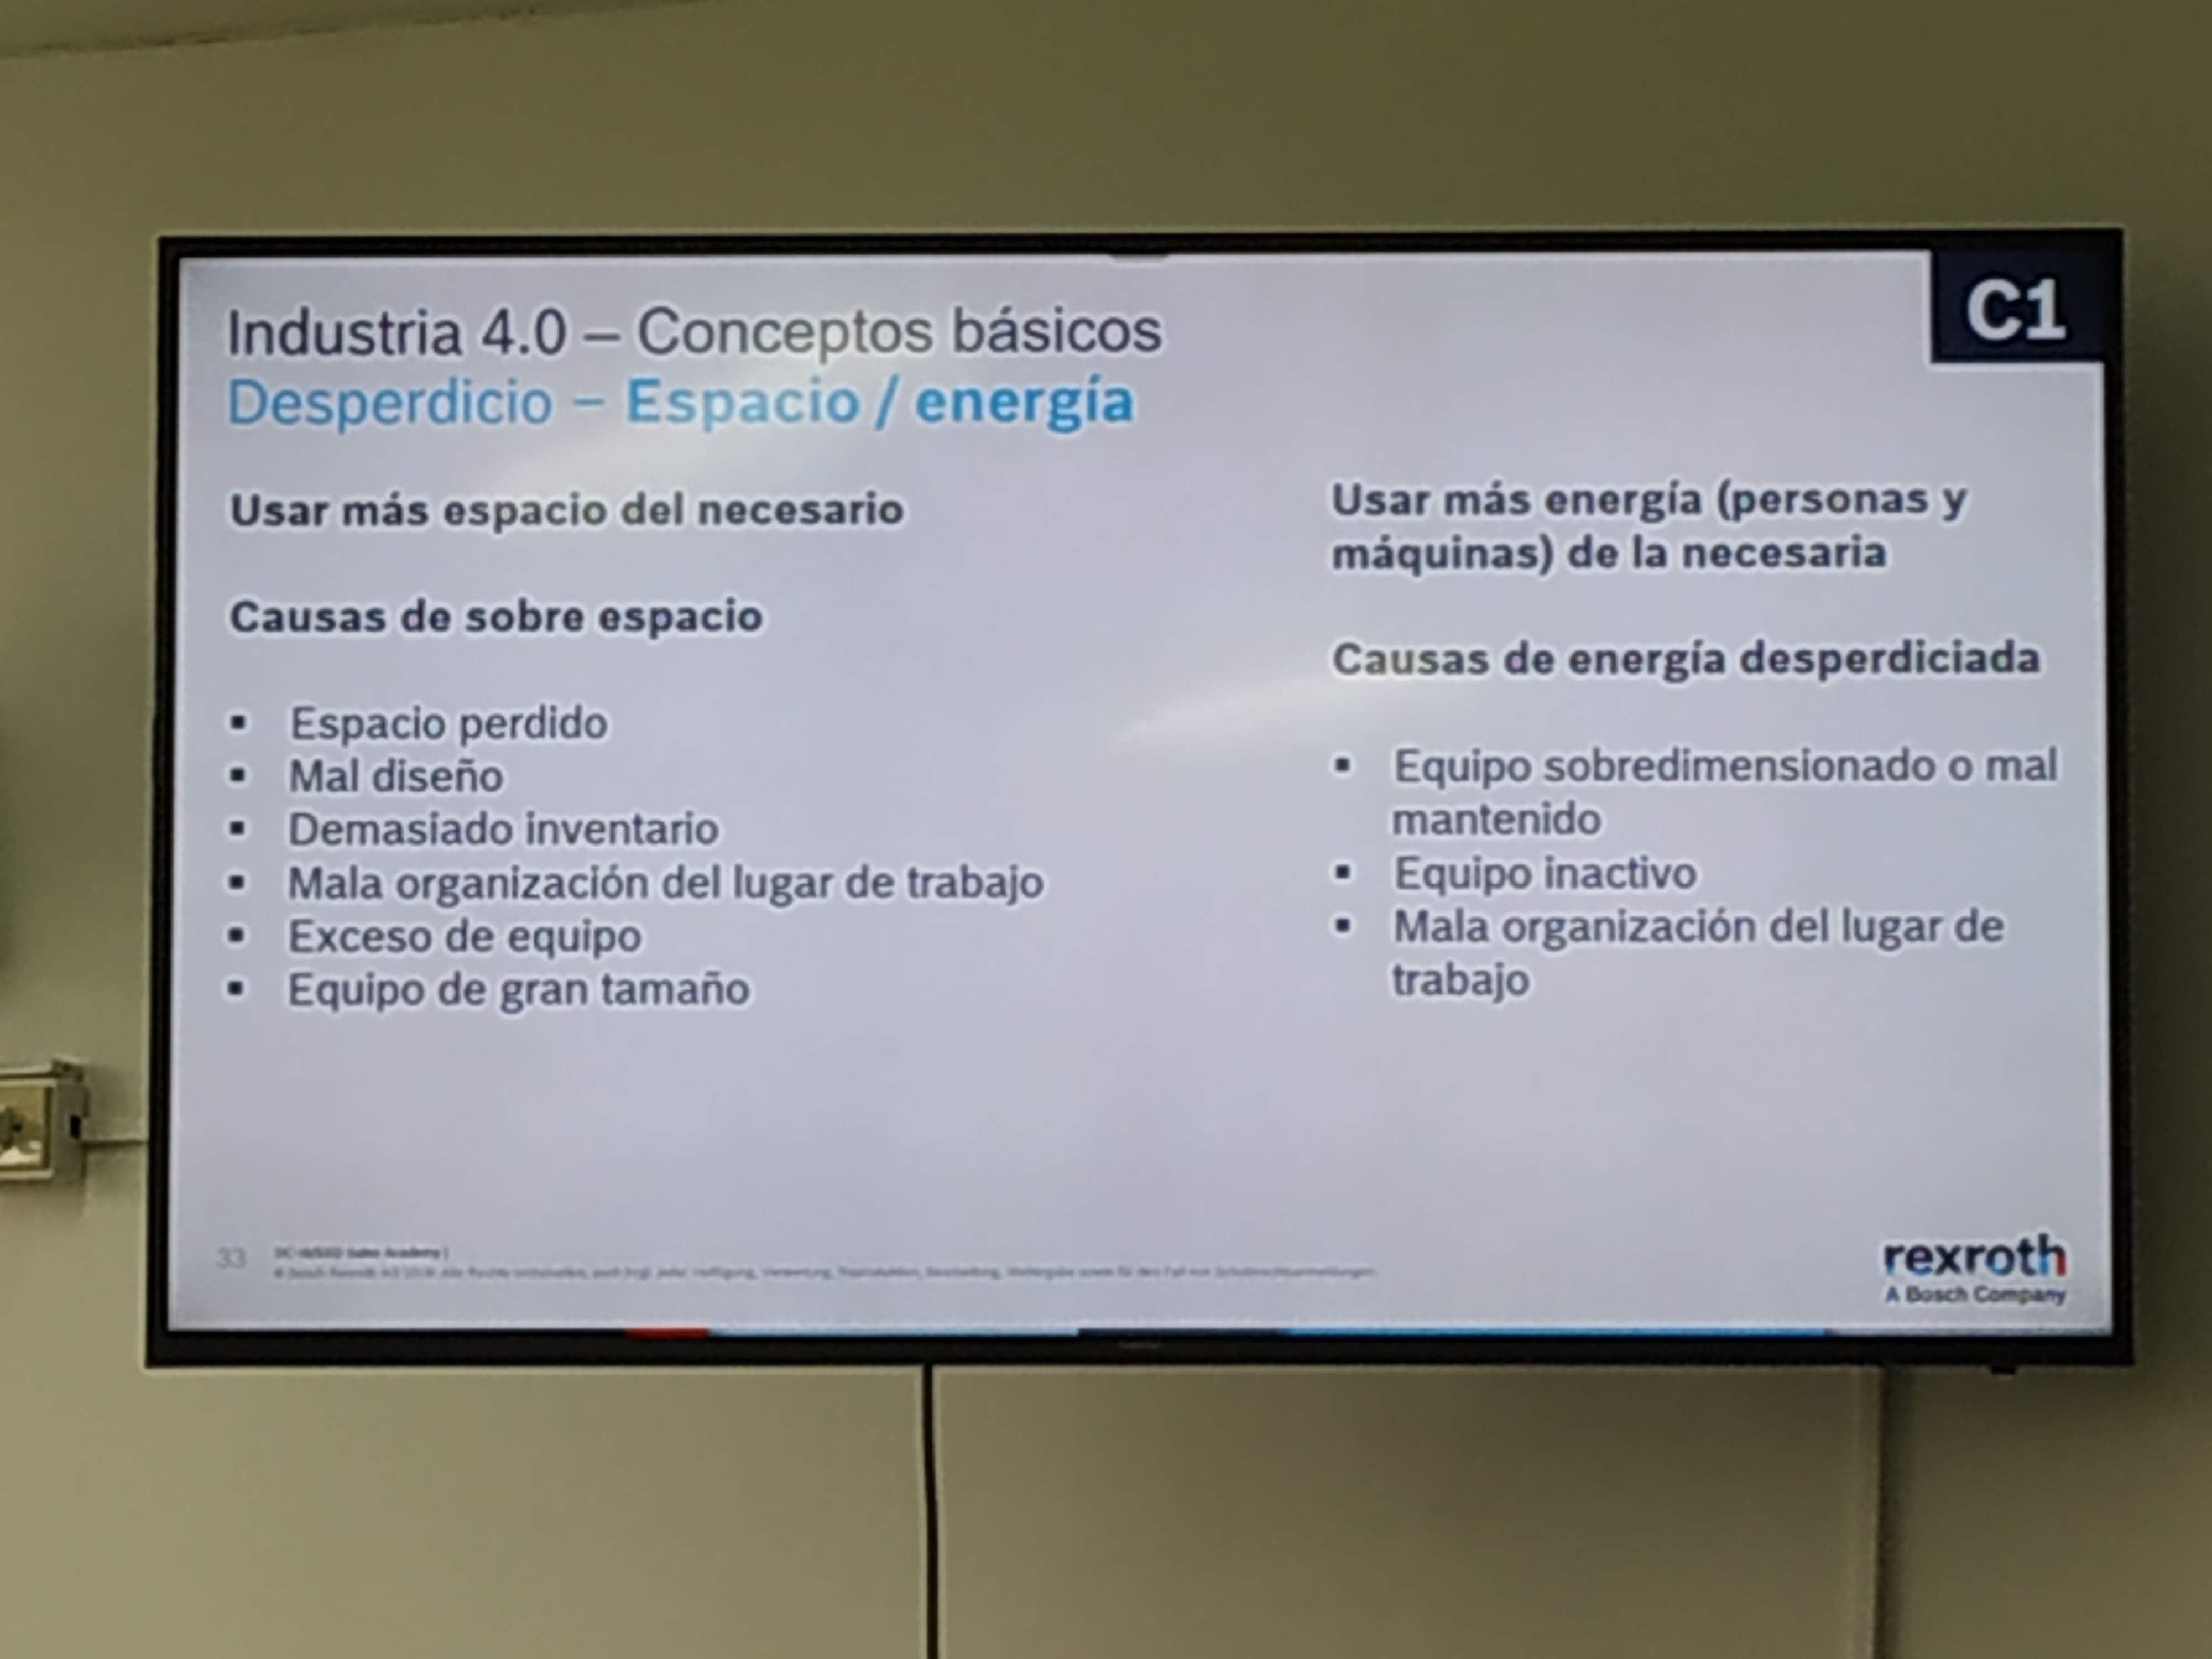 Industria 4.0 – Conceptos básicos
C1
Desperdicio – Espacio / energía
Usar más espacio del necesario
Causas de sobre espacio
▪ Espacio perdido
▪ Mal diseño
▪ Demasiado inventario
▪ Mala organización del lugar de trabajo
▪ Exceso de equipo
▪ Equipo de gran tamaño
Usar más energía (personas y
máquinas) de la necesaria
Causas de energía desperdiciada
▪ Equipo sobredimensionado o mal
mantenido
▪ Equipo inactivo
▪ Mala organización del lugar de
trabajo
33
Sales Academy |
rexroth
A Bosch Company